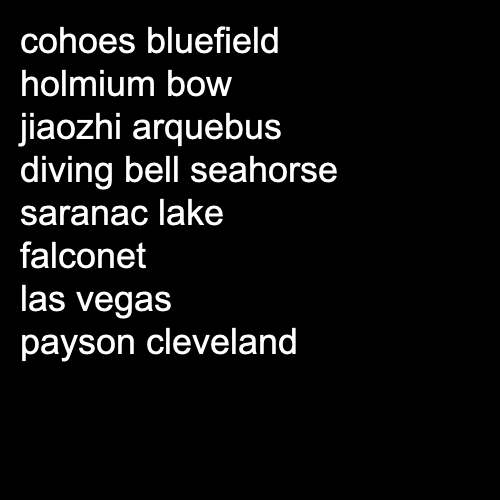 cohoes bluefield
holmium bow
jiaozhi arquebus
diving bell seahorse
saranac lake
falconet
las vegas
payson cleveland